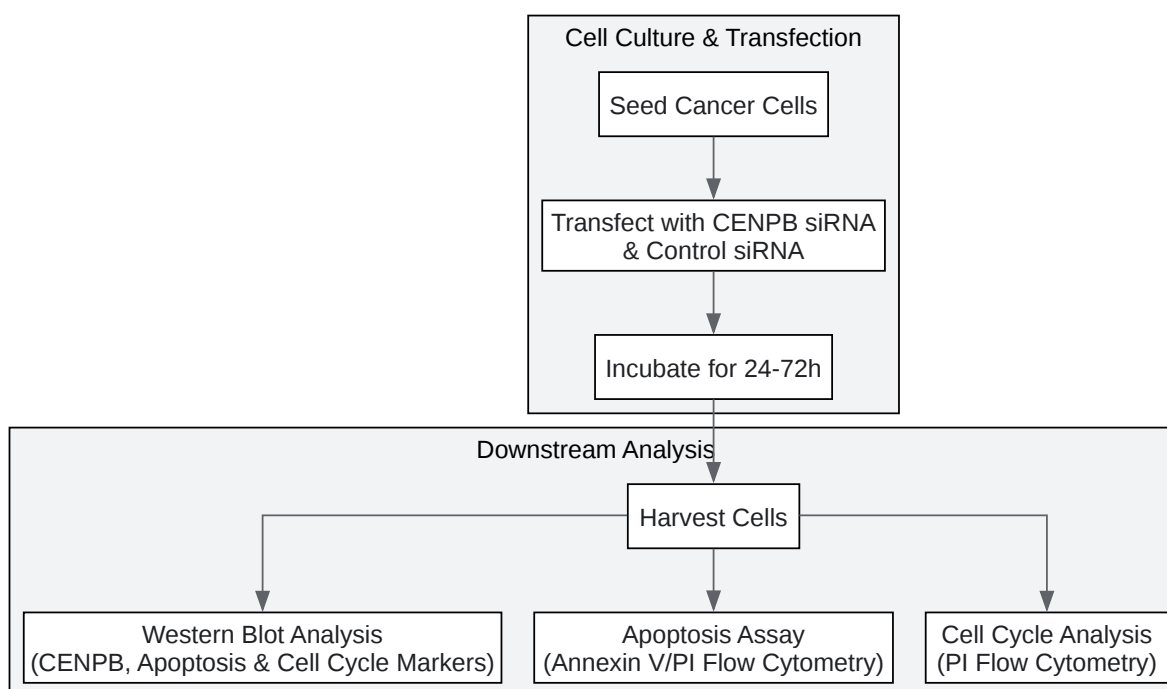 Cell Culture & Transfection
Seed Cancer Cells
Transfect with CENPB siRNA
& Control siRNA
Incubate for 24-72h
Downstream Analysis
Harvest Cells
Western Blot Analysis
(CENPB, Apoptosis & Cell Cycle Markers)
Apoptosis Assay
(Annexin V/PI Flow Cytometry)
Cell Cycle Analysis
(PI Flow Cytometry)